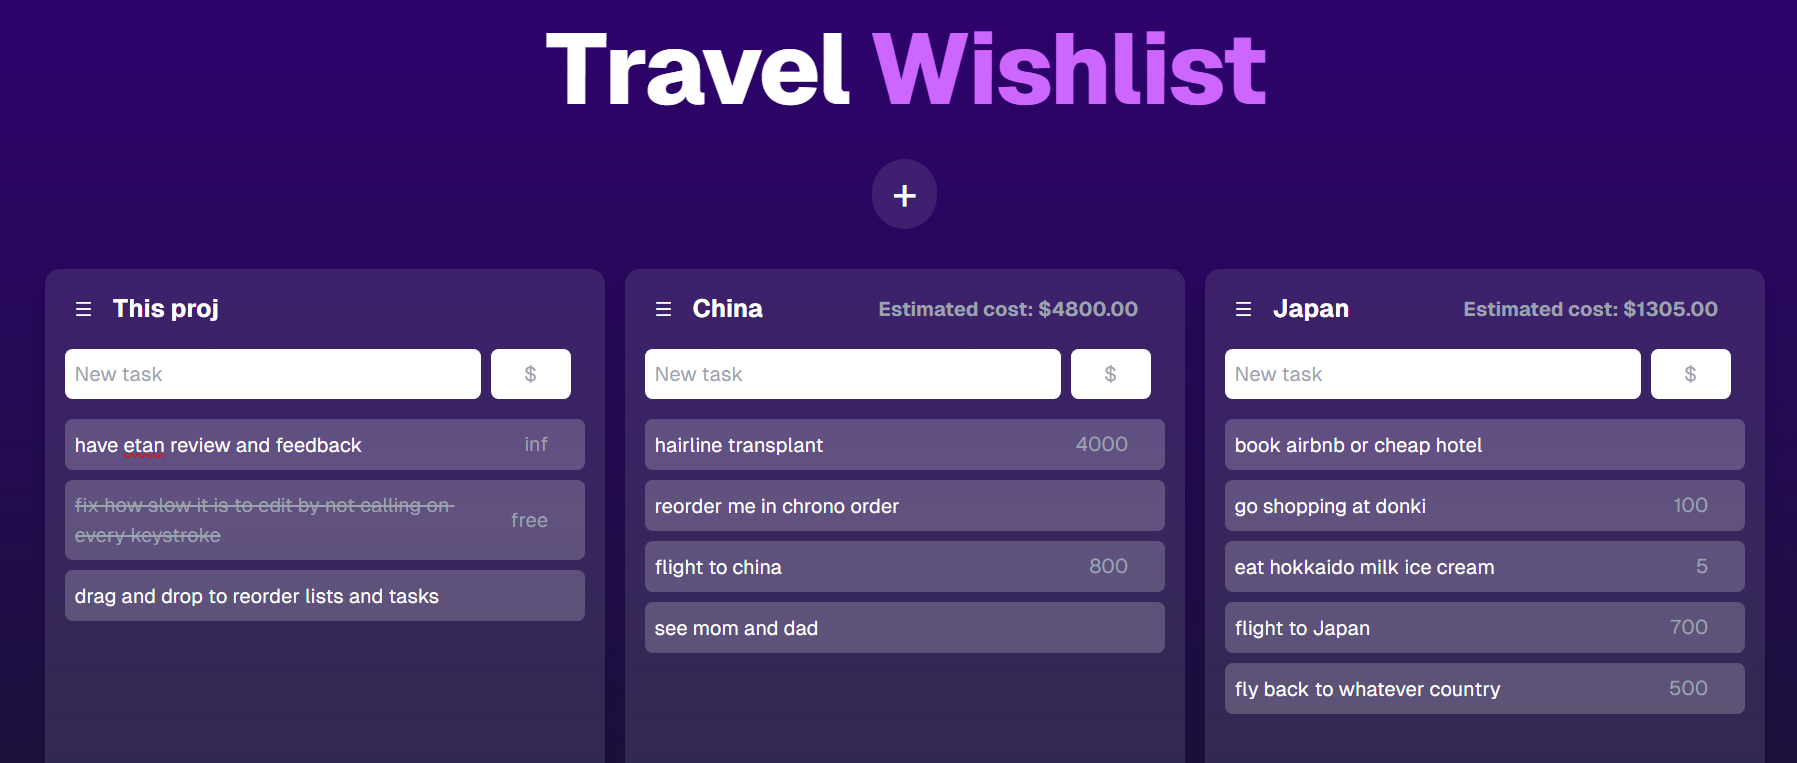 Travel Wishlist
+
This proj
New task
$
have etan review and feedback
inf
fix how slow it is to edit by not calling on
every keystroke
free
drag and drop to reorder lists and tasks
China
Estimated cost: $4800.00
New task
$
hairline transplant
4000
reorder me in chrono order
flight to china
800
see mom and dad
Japan
Estimated cost: $1305.00
New task
$
book airbnb or cheap hotel
go shopping at donki
100
eat hokkaido milk ice cream
5
flight to Japan
700
fly back to whatever country
500